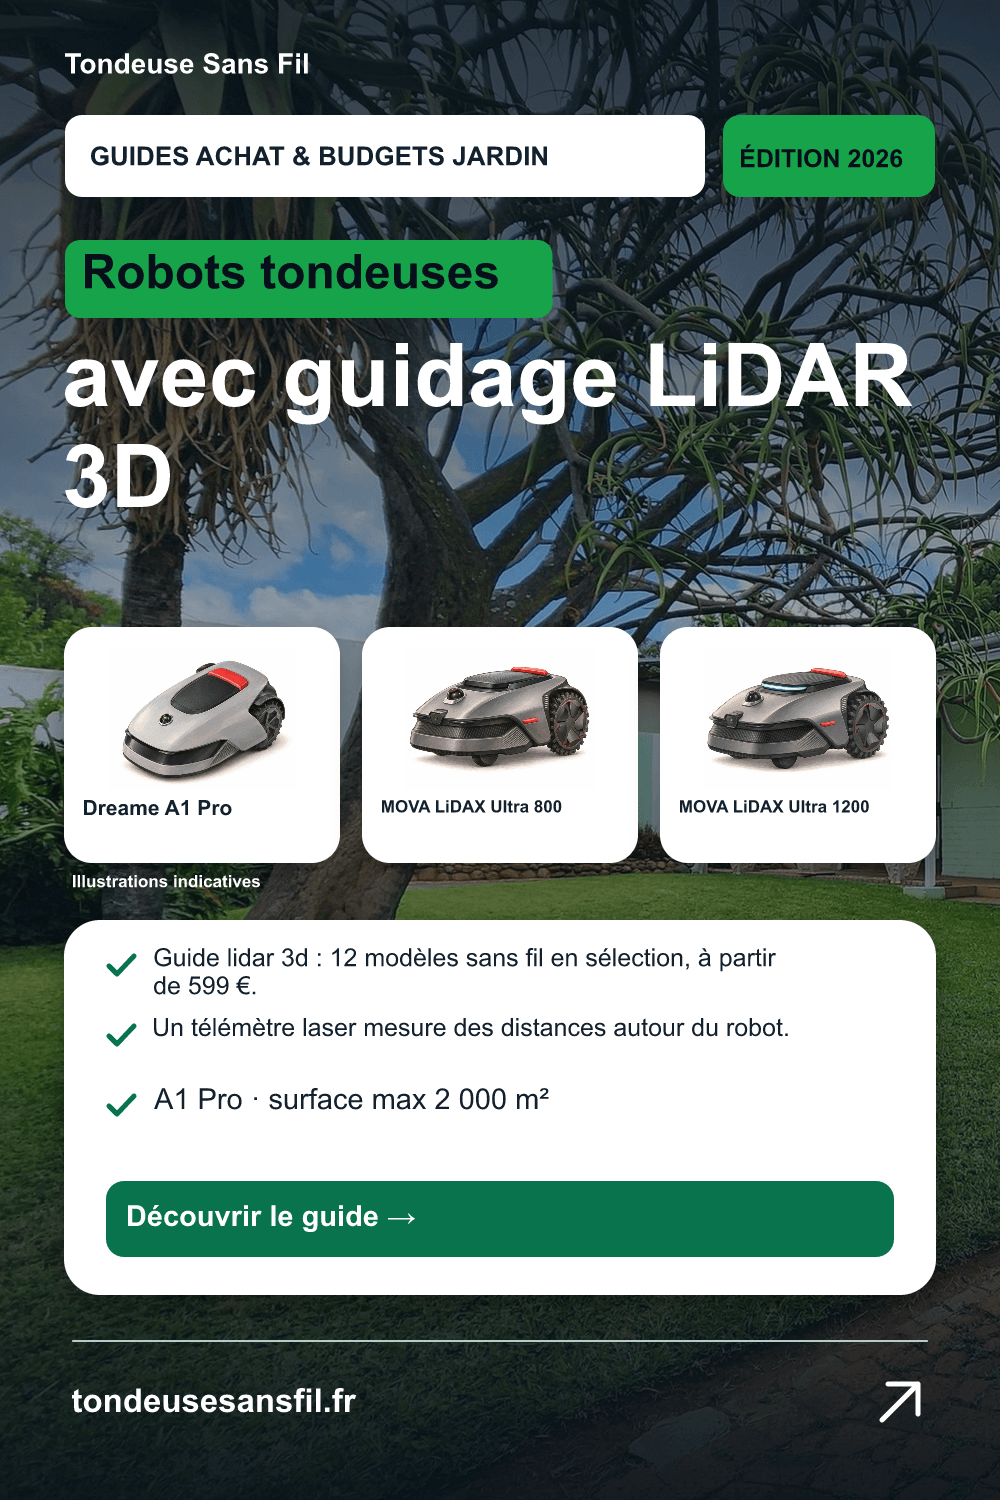 Tondeuse Sans Fil
GUIDES ACHAT & BUDGETS JARDIN
ÉDITION 2026
Robots tondeuses
avec guidage LiDAR
3D
Dreame A1 Pro
MOVA LiDAX Ultra 800
MOVA LiDAX Ultra 1200
Illustrations indicatives
Guide lidar 3d : 12 modèles sans fil en sélection, à partir
de 599 €.
Un télémètre laser mesure des distances autour du robot.
A1 Pro · surface max 2 000 m²
Découvrir le guide →
tondeusesansfil.fr